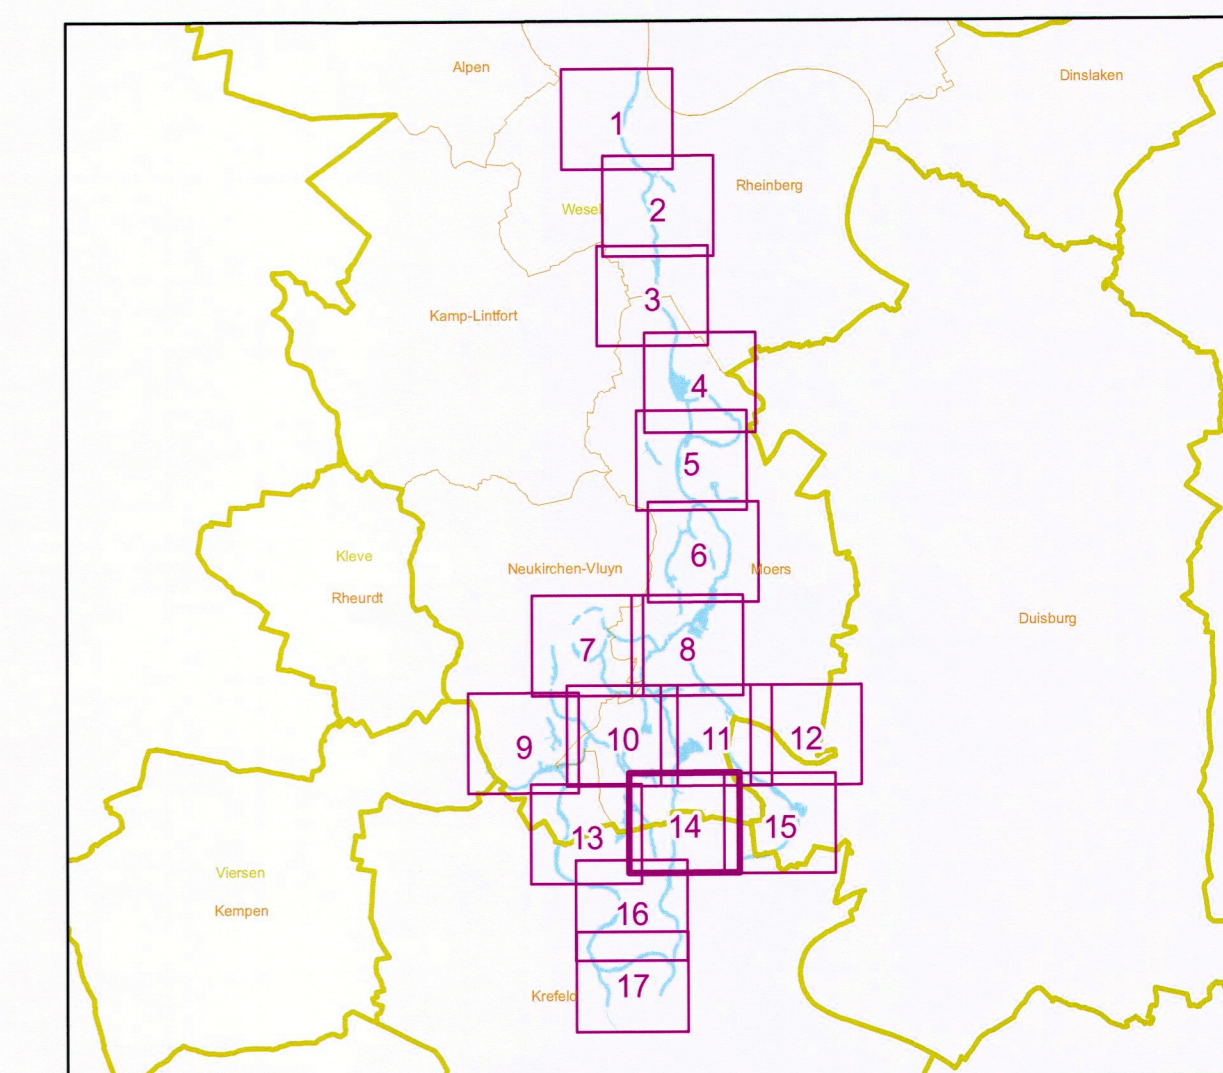 Alpen
Dinslaken
1
Rheinberg
Wesel
2
3
Kamp-Lintfort
4
5
6
Kleve
Neukirchen-Vluyn
Moers
Rheurdt
Duisburg
7
8
9
10
11
12
13
14
15
Viersen
Kempen
16
17
Krefeld